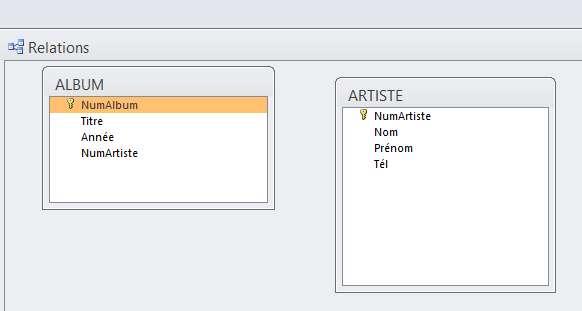 Relations
ALBUM
NumAlbum
Titre
Année
NumArtiste
ARTISTE
NumArtiste
Nom
Prénom
Tél